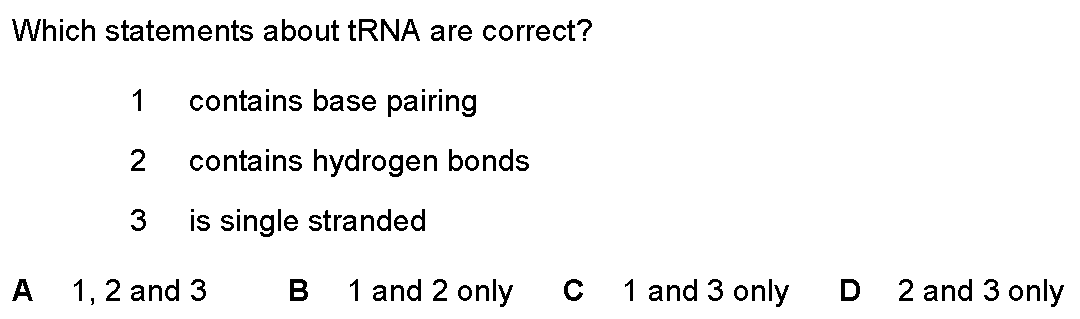 Which statements about tRNA are correct?
1 contains base pairing
2 contains hydrogen bonds
3 is single stranded
A 1, 2 and 3 B 1 and 2 only C 1 and 3 only D 2 and 3 only